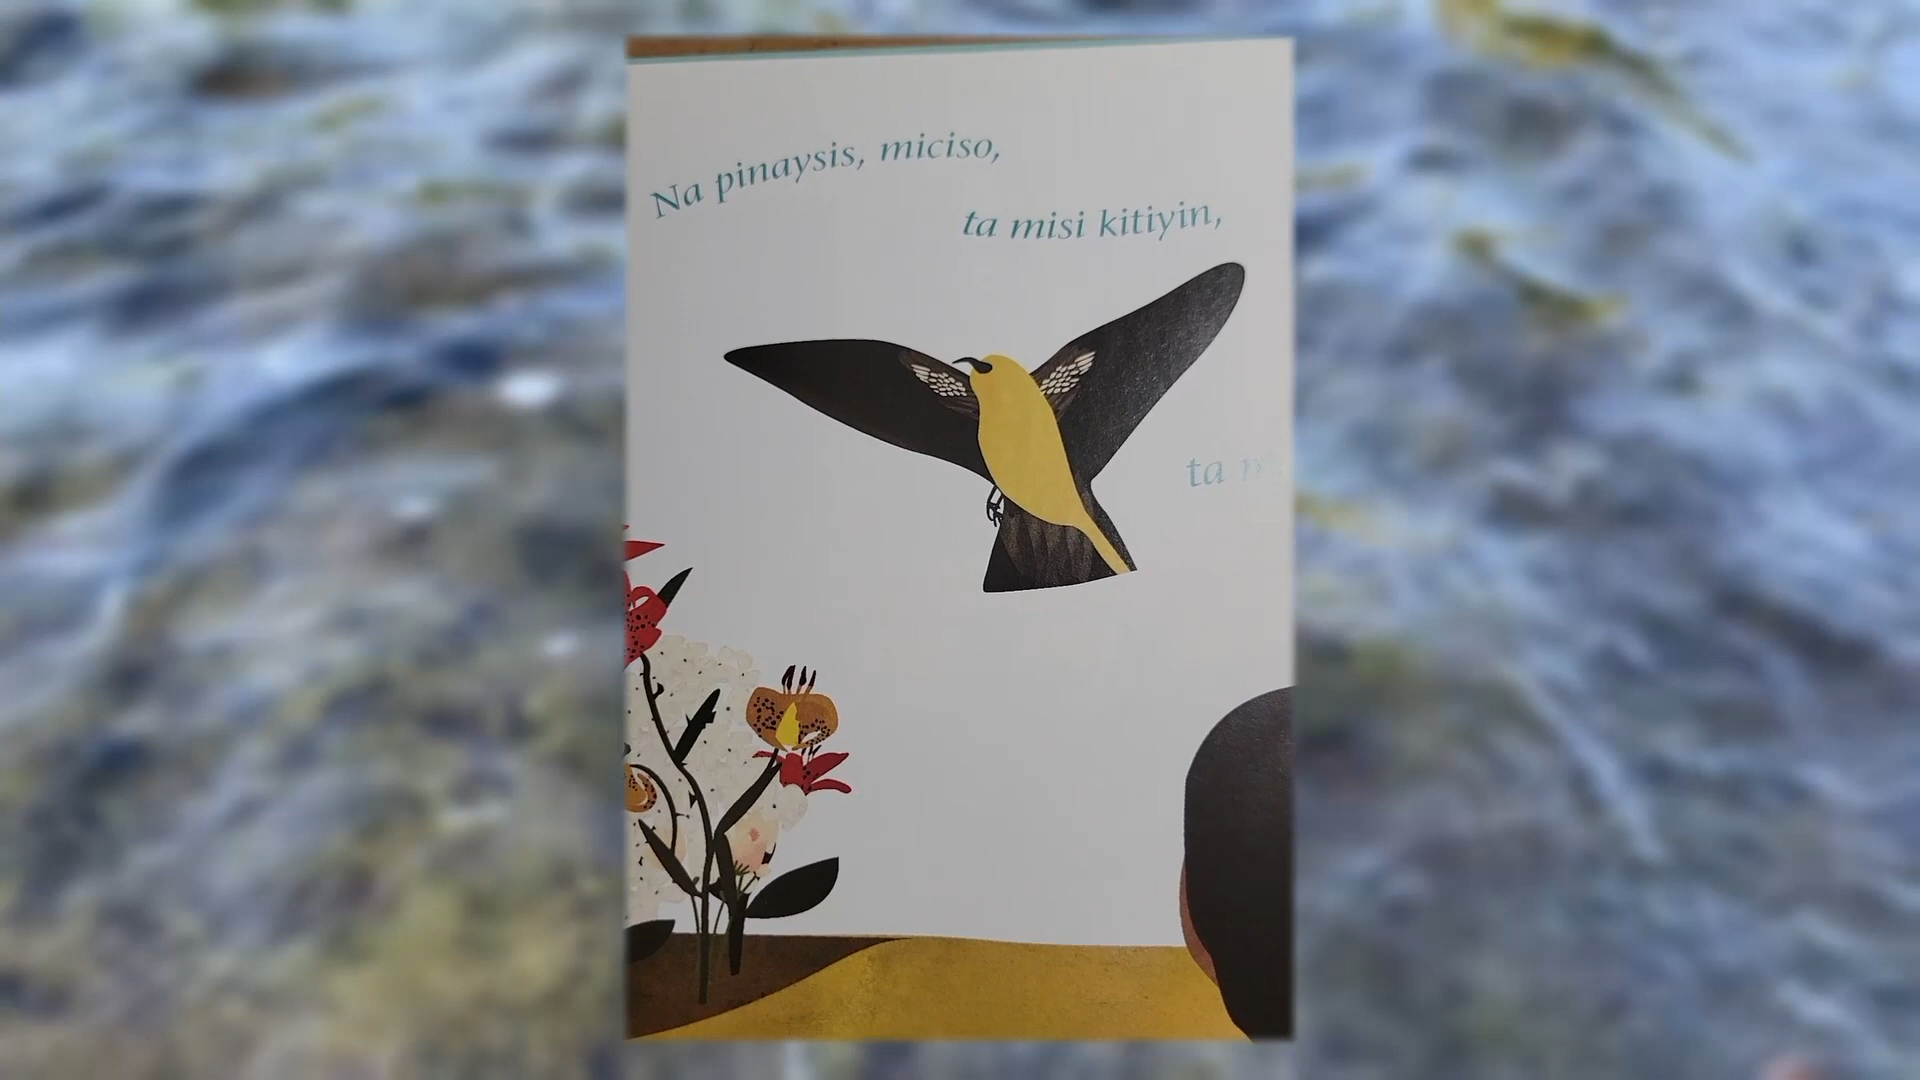 Na pinaysis, miciso,
ta misi kitiyin,
ta